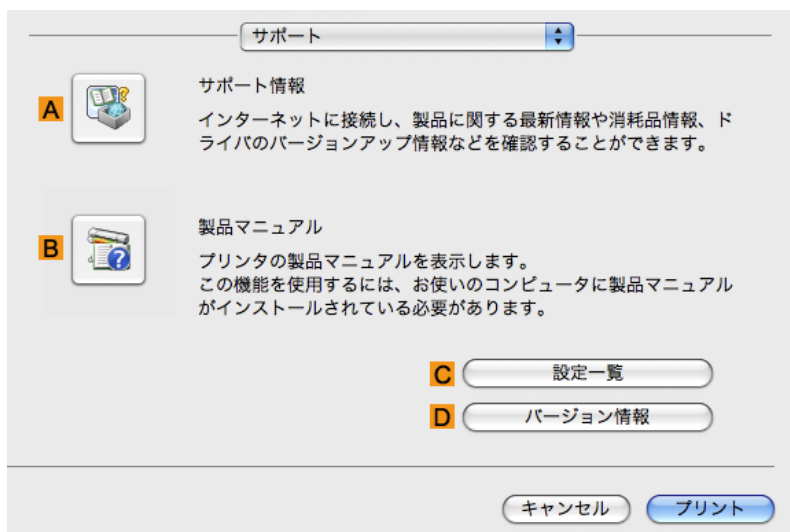 サポート
A
サポート情報
インターネットに接続し、製品に関する最新情報や消耗品情報、ド
ライバのバージョンアップ情報などを確認することができます。
B
製品マニュアル
プリンタの製品マニュアルを表示します。
この機能を使用するには、お使いのコンピュータに製品マニュアル
がインストールされている必要があります。
C 設定一覧
D バージョン情報
キャンセル プリント